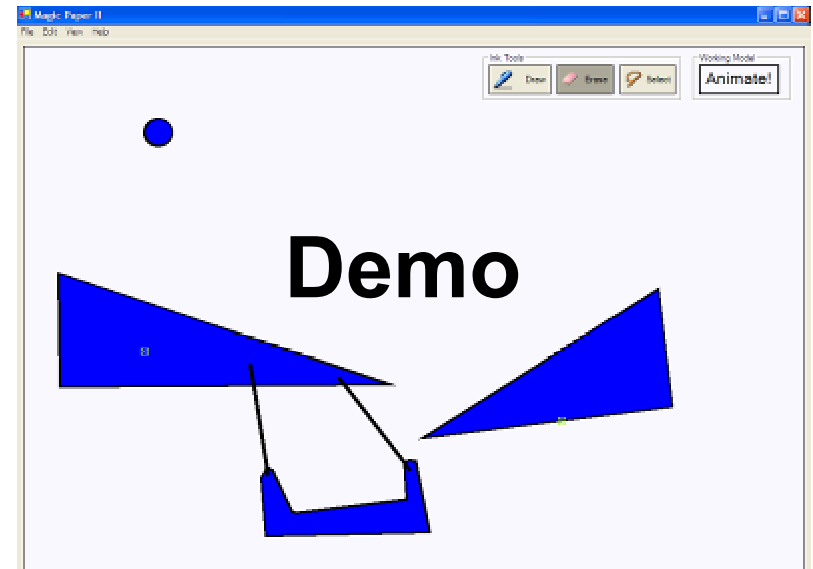 Magic Paper II
File Edit View Help
Ink Tools
Working Model
Draw
Erase
Select
Animate!
Demo